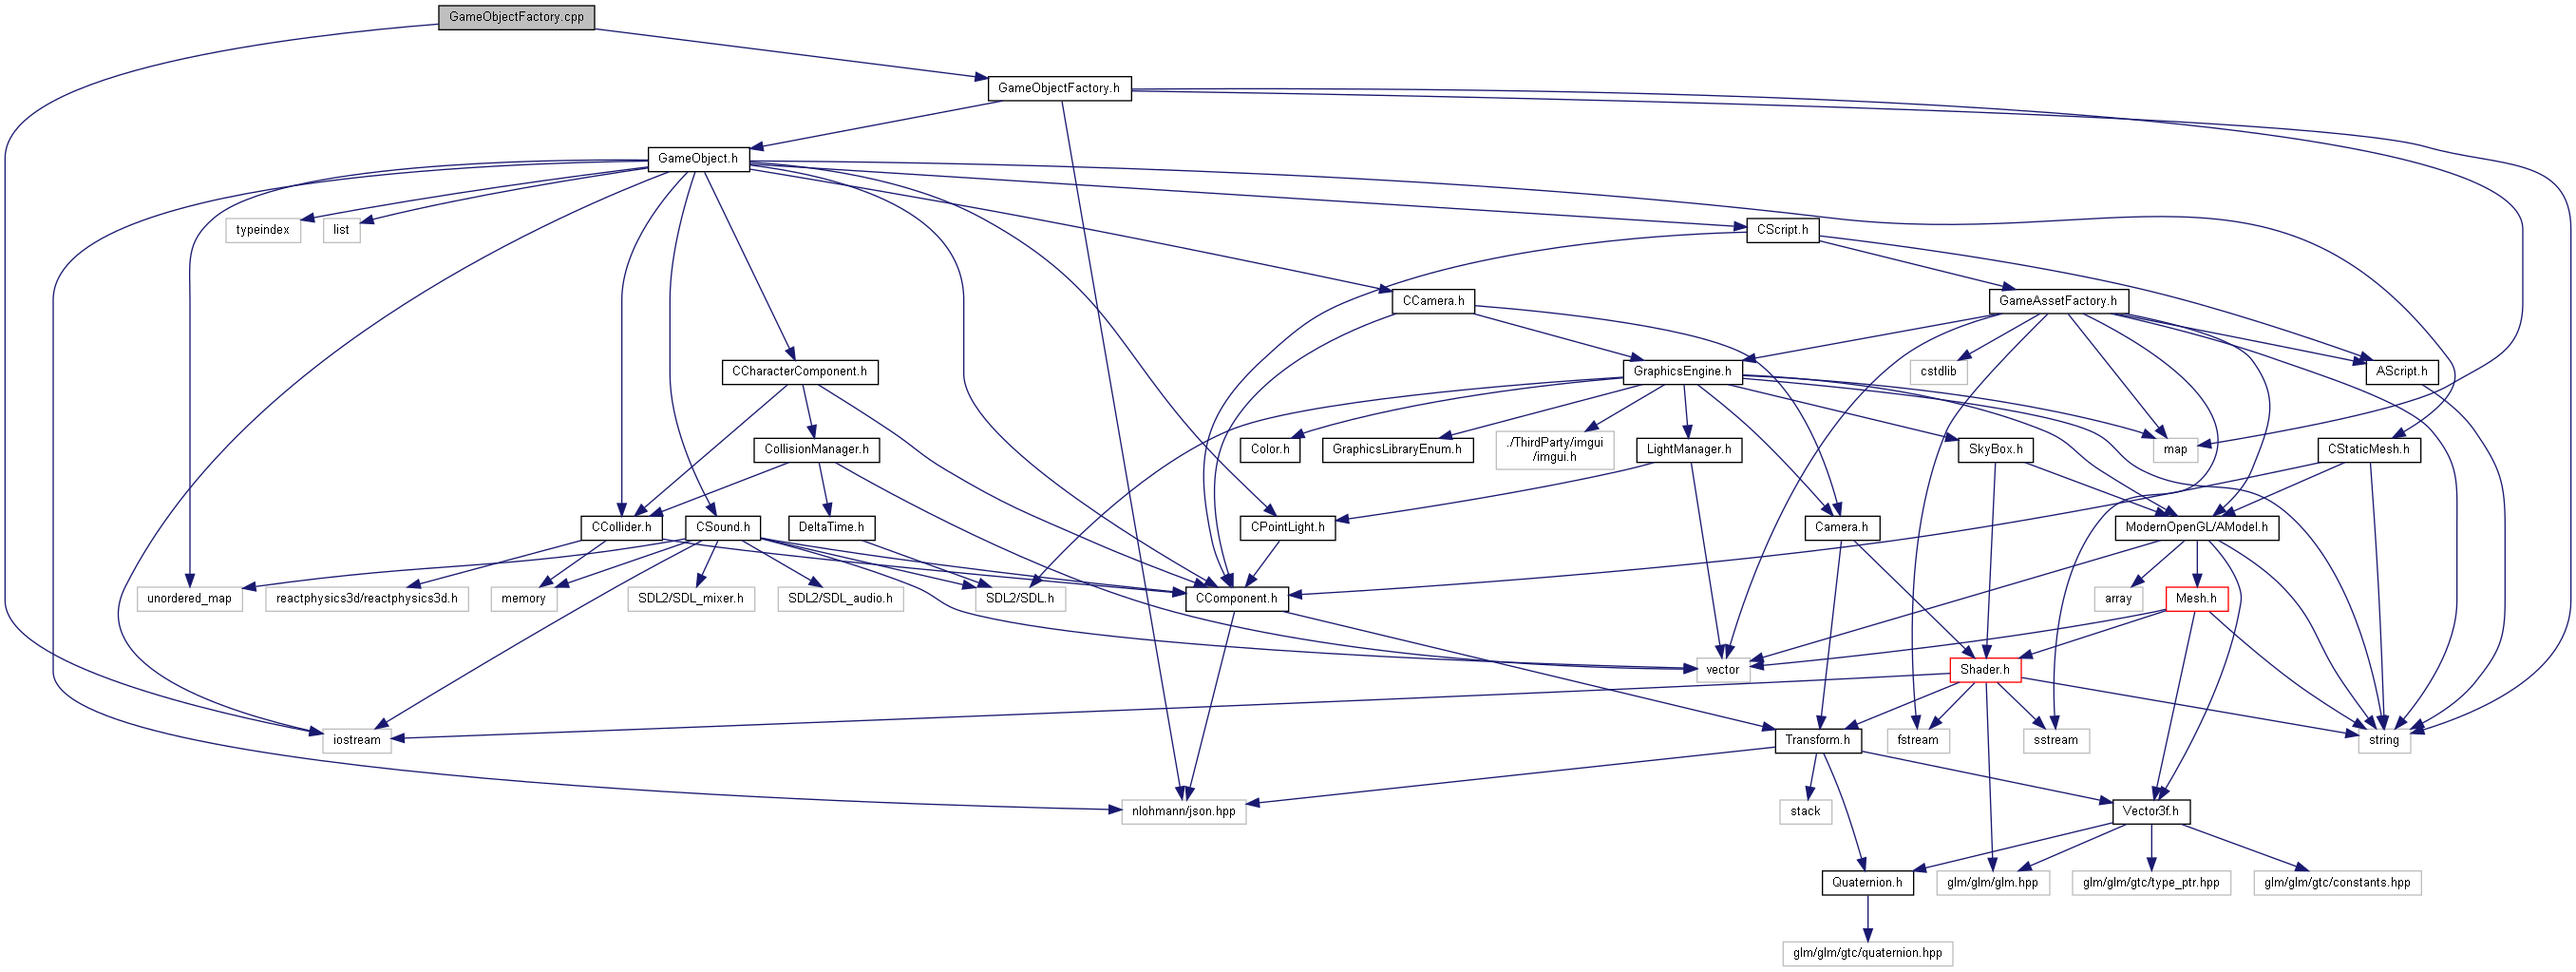 GameObjectFactory.cpp
GameObjectFactory.h
GameObject.h
typeindex
list
CScript.h
CCamera.h
GameAssetFactory.h
CCharacterComponent.h
GraphicsEngine.h
cstdlib
AScript.h
CollisionManager.h
Color.h
GraphicsLibraryEnum.h
./ThirdParty/imgui
/imgui.h
LightManager.h
SkyBox.h
map
CStaticMesh.h
CCollider.h
CSound.h
DeltaTime.h
CPointLight.h
Camera.h
ModernOpenGL/AModel.h
unordered_map
reactphysics3d/reactphysics3d.h
memory
SDL2/SDL_mixer.h
SDL2/SDL_audio.h
SDL2/SDL.h
CComponent.h
array
Mesh.h
vector
Shader.h
iostream
Transform.h
fstream
sstream
string
nlohmann/json.hpp
stack
Vector3f.h
Quaternion.h
glm/glm/glm.hpp
glm/glm/gtc/type_ptr.hpp
glm/glm/gtc/constants.hpp
glm/glm/gtc/quaternion.hpp